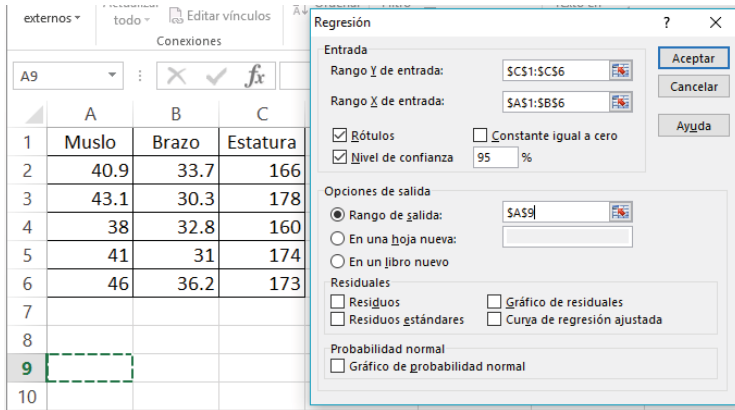 externos
todo
Editar vínculos
Conexiones
A9
fx
A B C
1 Muslo Brazo Estatura
2 40.9 33.7 166
3 43.1 30.3 178
4 38 32.8 160
5 41 31 174
6 46 36.2 173
7
8
9
10
Regresión ? X
Entrada
Rango Y de entrada: $C$1:$C$6
Rango X de entrada: $A$1:$B$6
Rótulos Constante igual a cero
Nivel de confianza 95 %
Aceptar
Cancelar
Ayuda
Opciones de salida
Rango de salida: $A$9
En una hoja nueva:
En un libro nuevo
Residuales
Residuos Gráfico de residuales
Residuos estándares Curva de regresión ajustada
Probabilidad normal
Gráfico de probabilidad normal